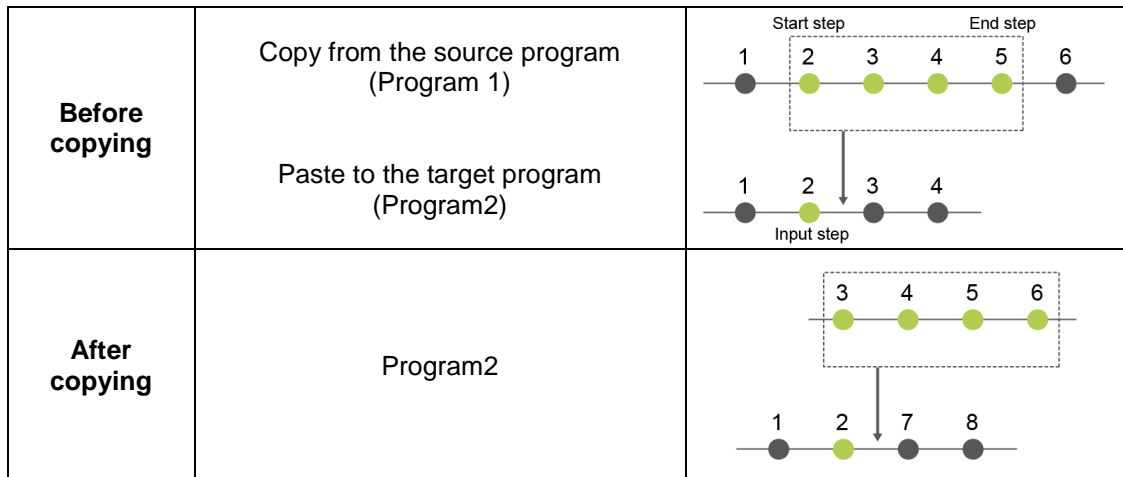 Before
copying
Copy from the source program
(Program 1)
Paste to the target program
(Program2)
Start step End step
1 2 3 4 5 6
1 2 3 4
Input step
After
copying
Program2
3 4 5 6
1 2 7 8